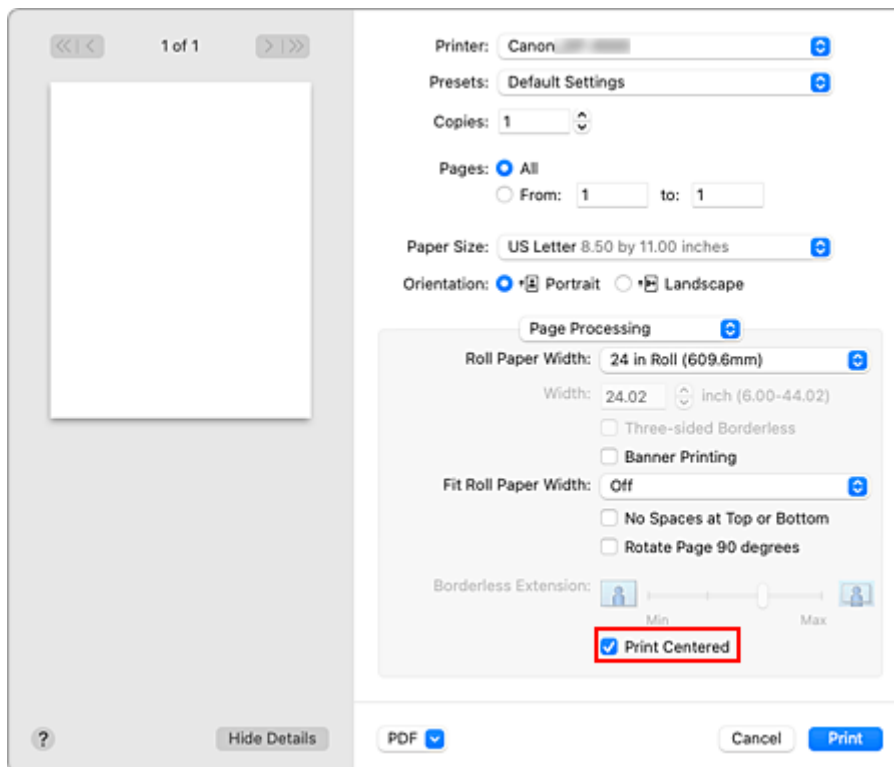 1 of 1
Printer: Canon
Presets: Default Settings
Copies: 1
Pages: All
From: 1 to: 1
Paper Size: US Letter 8.50 by 11.00 inches
Orientation: Portrait Landscape
Page Processing
Roll Paper Width: 24 in Roll (609.6mm)
Width: 24.02 inch (6.00-44.02)
Three-sided Borderless
Banner Printing
Fit Roll Paper Width: Off
No Spaces at Top or Bottom
Rotate Page 90 degrees
Borderless Extension:
Min Max
Print Centered
? Hide Details PDF Cancel Print